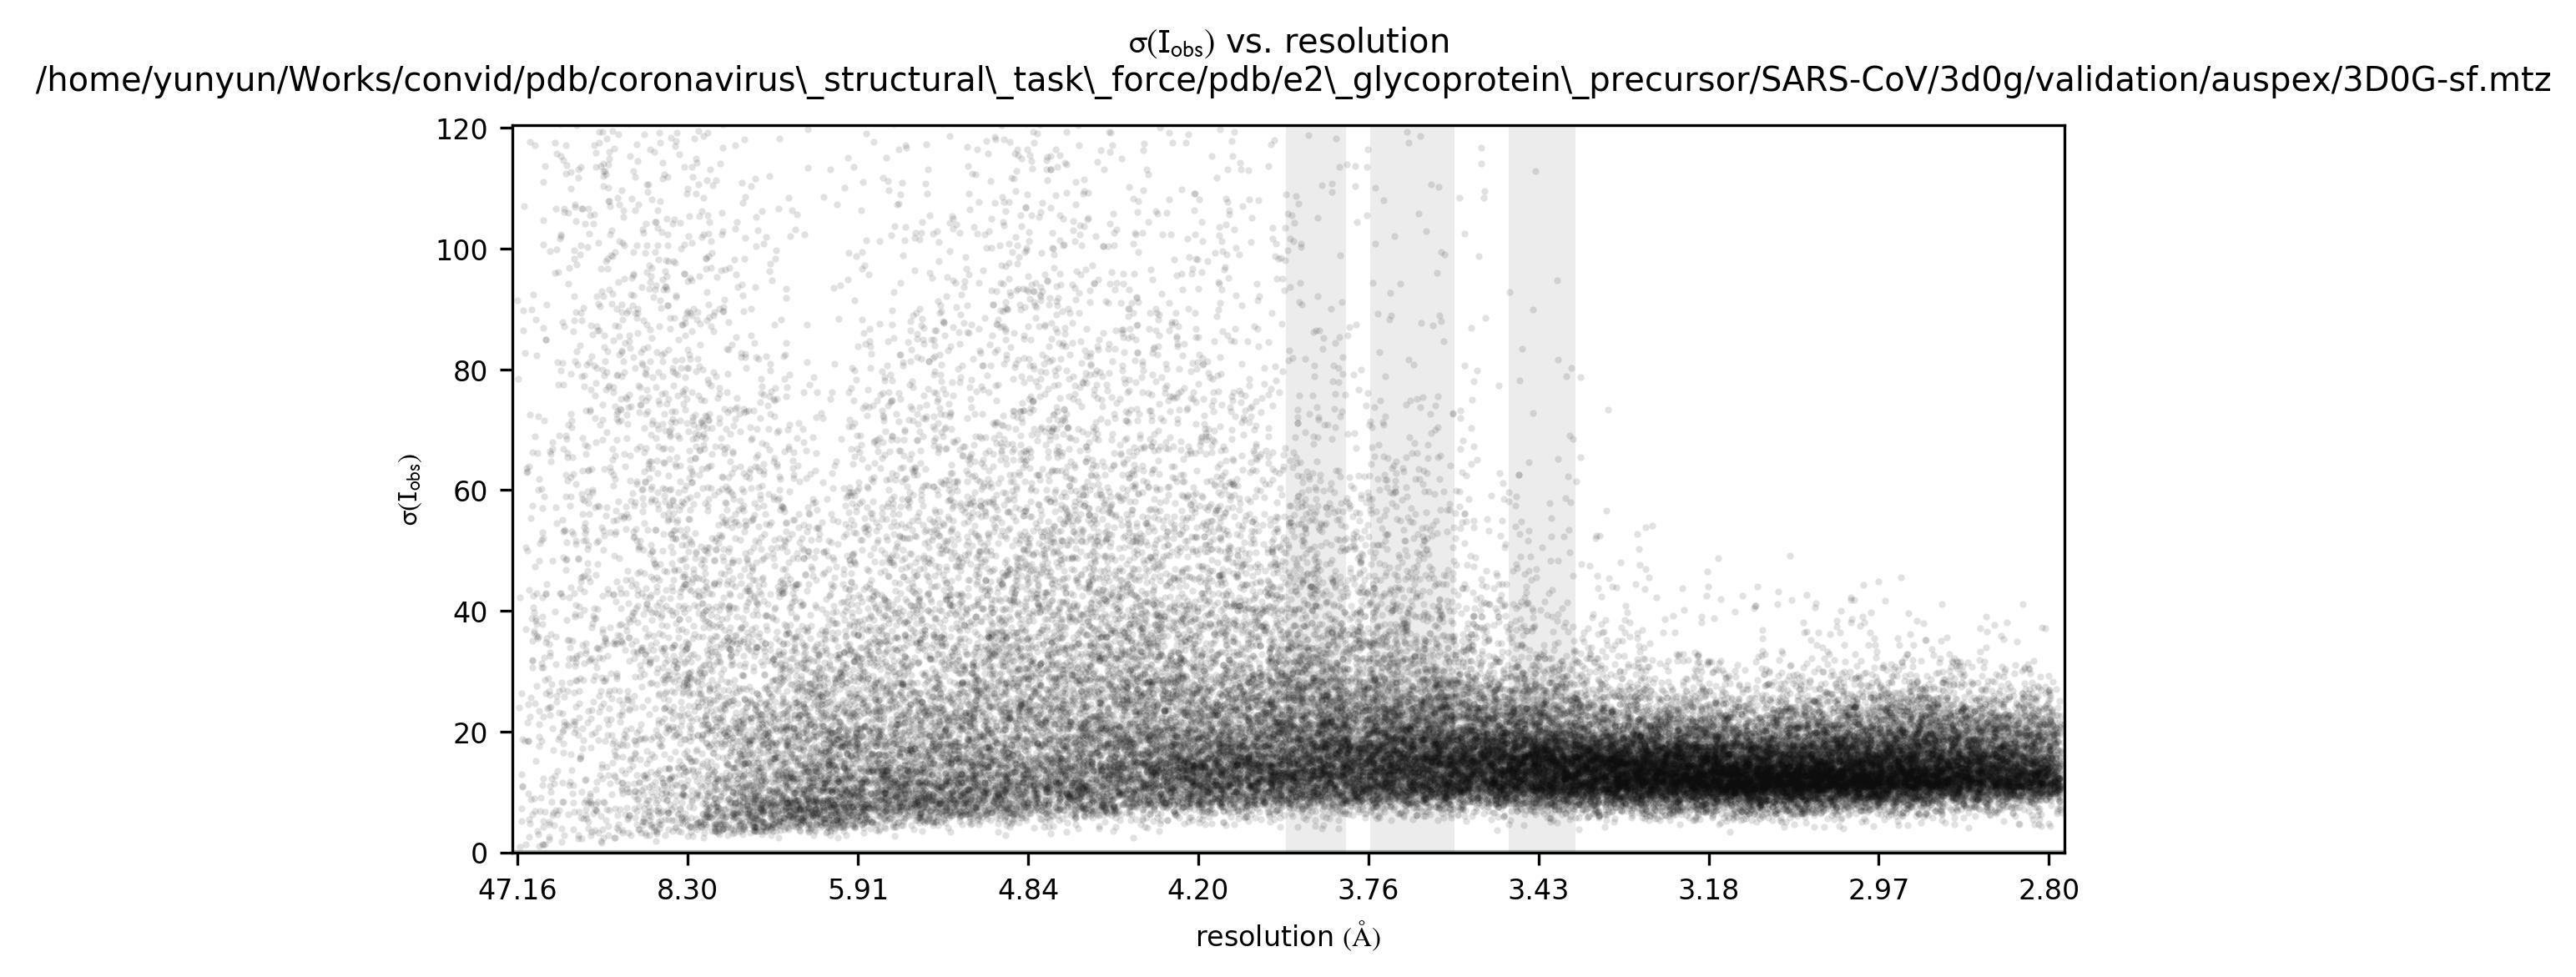 σ(I_obs) vs. resolution
/home/yunyun/Works/convid/pdb/coronavirus\_structural\_task\_force/pdb/e2\_glycoprotein\_precursor/SARS-CoV/3d0g/validation/auspex/3D0G-sf.mtz
120
100
80
60
40
20
0
σ(I_obs)
47.16 8.30 5.91 4.84 4.20 3.76 3.43 3.18 2.97 2.80
resolution (Å)